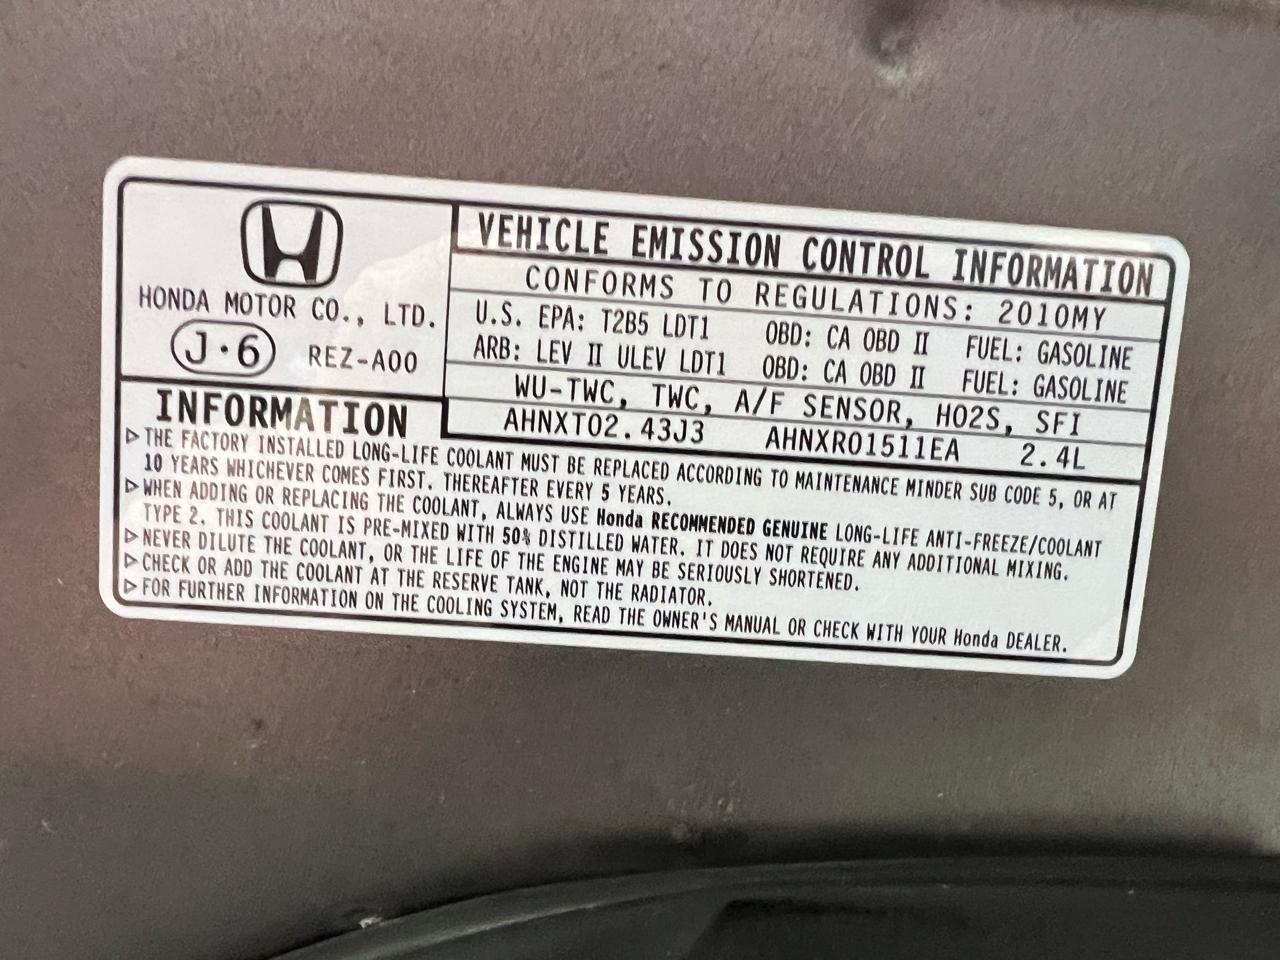 HONDA MOTOR CO., LTD.
J·6 REZ-A00
VEHICLE EMISSION CONTROL INFORMATION
CONFORMS TO REGULATIONS: 2010MY
U.S. EPA: T2B5 LDT1 OBD: CA OBD II FUEL: GASOLINE
ARB: LEV II ULEV LDT1 OBD: CA OBD II FUEL: GASOLINE
WU-TWC, TWC, A/F SENSOR, HO2S, SFI
AHNXT02.43J3 AHNXR01511EA 2.4L
INFORMATION
▷THE FACTORY INSTALLED LONG-LIFE COOLANT MUST BE REPLACED ACCORDING TO MAINTENANCE MINDER SUB CODE 5, OR AT
10 YEARS WHICHEVER COMES FIRST. THEREAFTER EVERY 5 YEARS.
▷WHEN ADDING OR REPLACING THE COOLANT, ALWAYS USE Honda RECOMMENDED GENUINE LONG-LIFE ANTI-FREEZE/COOLANT
TYPE 2. THIS COOLANT IS PRE-MIXED WITH 50% DISTILLED WATER. IT DOES NOT REQUIRE ANY ADDITIONAL MIXING.
▷NEVER DILUTE THE COOLANT, OR THE LIFE OF THE ENGINE MAY BE SERIOUSLY SHORTENED.
▷CHECK OR ADD THE COOLANT AT THE RESERVE TANK, NOT THE RADIATOR.
▷FOR FURTHER INFORMATION ON THE COOLING SYSTEM, READ THE OWNER'S MANUAL OR CHECK WITH YOUR Honda DEALER.